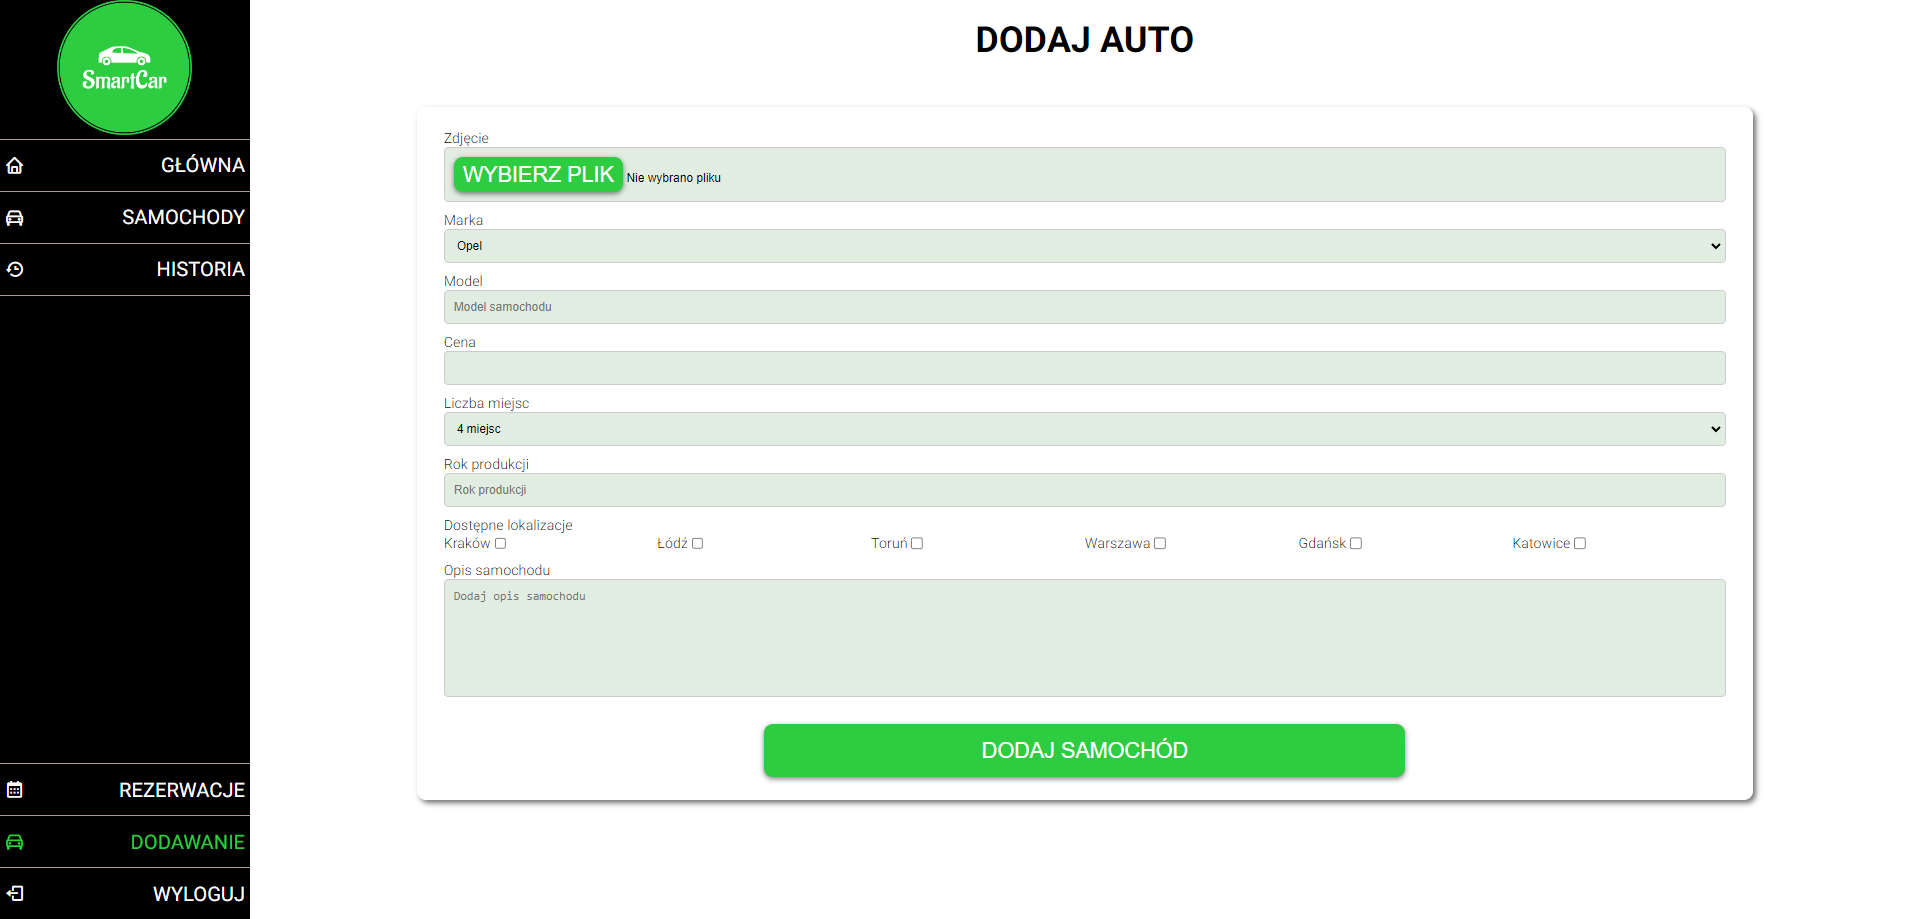 SmartCar
GŁÓWNA
SAMOCHODY
HISTORIA
REZERWACJE
DODAWANIE
WYLOGUJ
DODAJ AUTO
Zdjęcie
WYBIERZ PLIK Nie wybrano pliku
Marka
Opel
Model
Model samochodu
Cena
Liczba miejsc
4 miejsc
Rok produkcji
Rok produkcji
Dostępne lokalizacje
Kraków Łódź Toruń Warszawa Gdańsk Katowice
Opis samochodu
Dodaj opis samochodu
DODAJ SAMOCHÓD